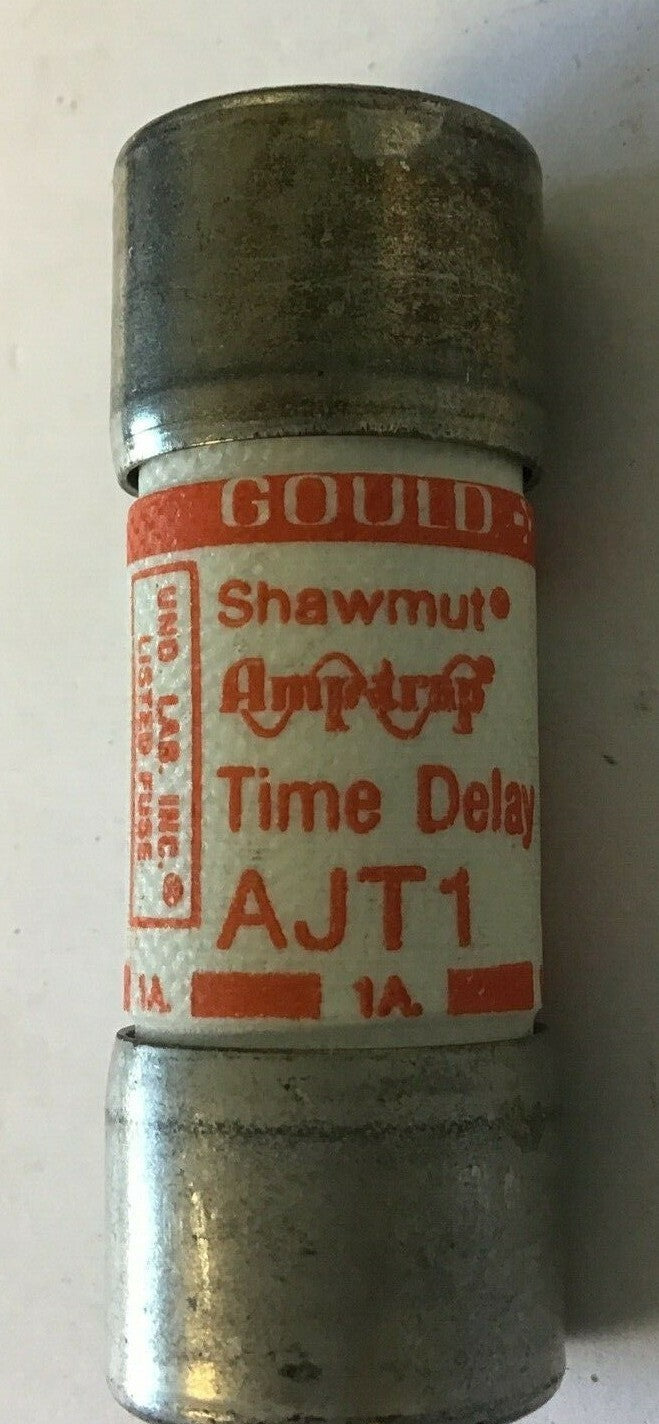 GOULD
Shawmut®
Amp-trap®
Time Delay
AJT1
1A.
1A.
UND. LAB. INC.®
LISTED FUSE